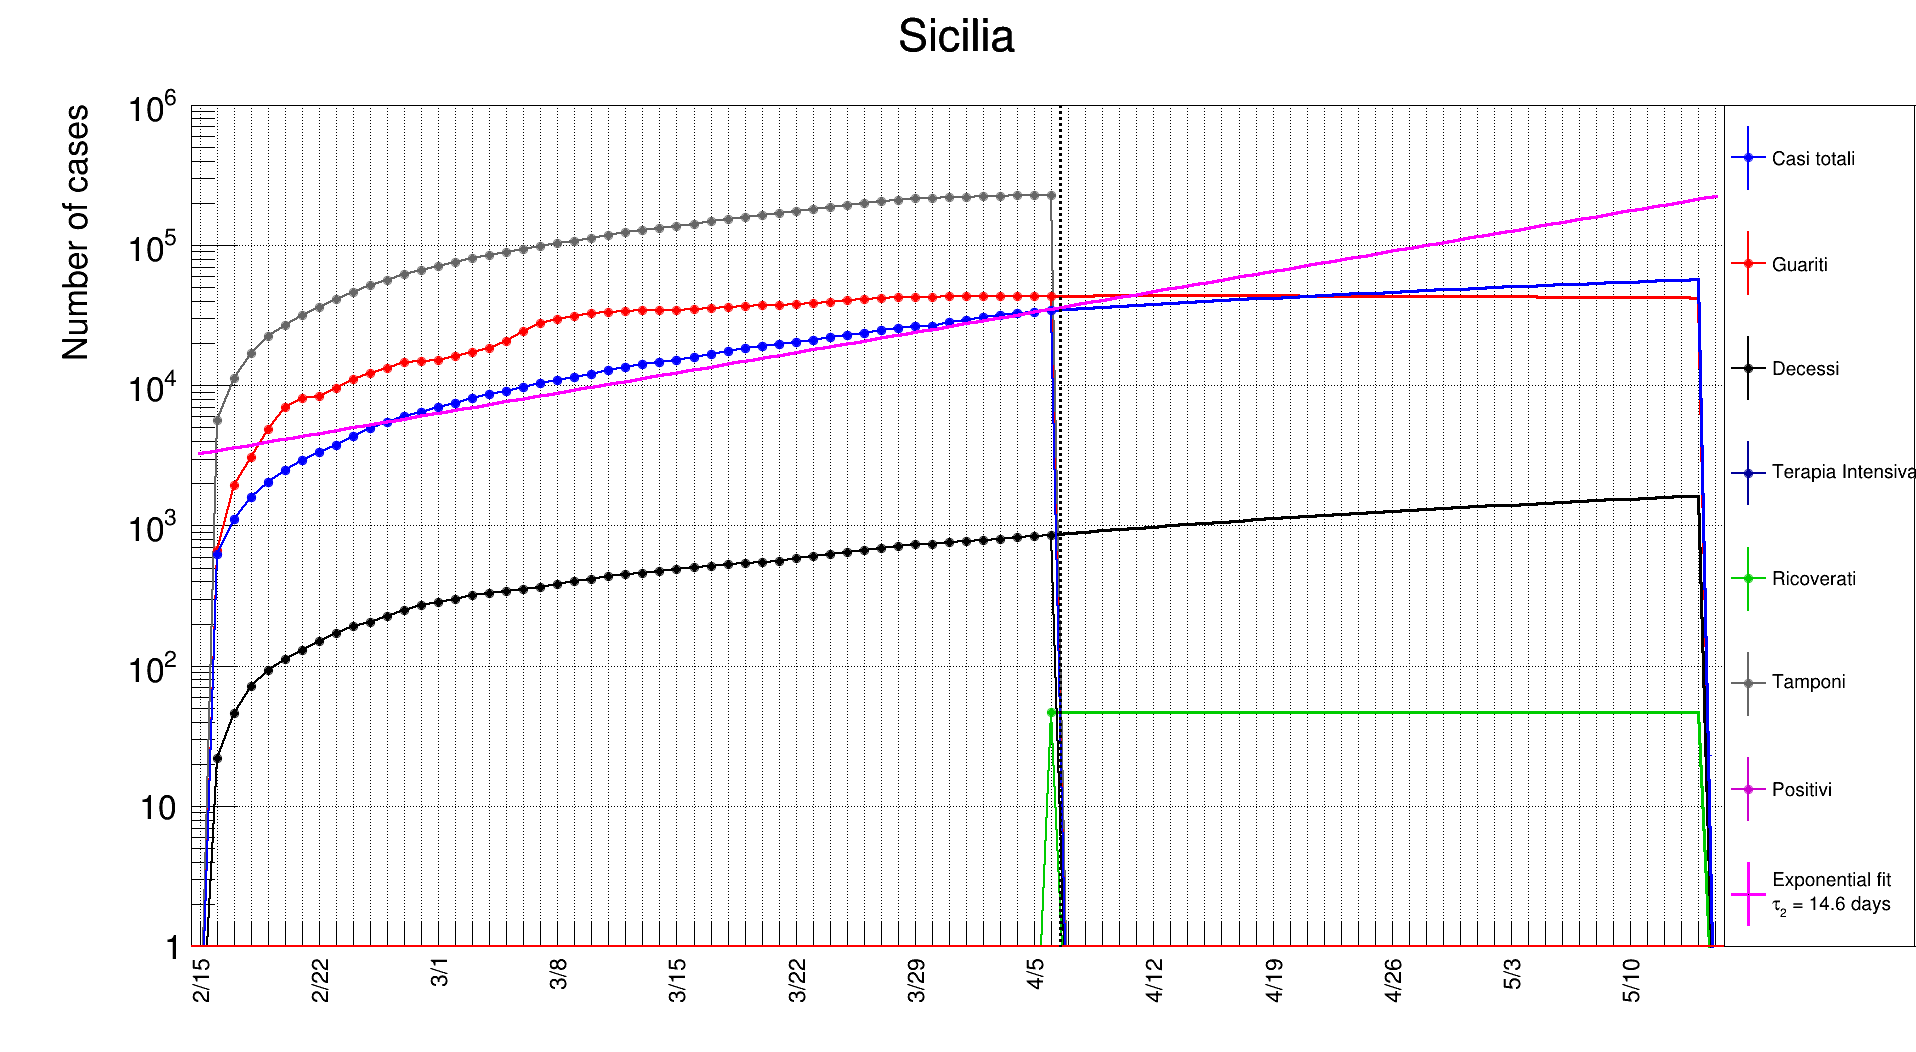 Sicilia
Number of cases
10^6
10^5
10^4
10^3
10^2
10
1
2/15
2/22
3/1
3/8
3/15
3/22
3/29
4/5
4/12
4/19
4/26
5/3
5/10
Casi totali
Guariti
Decessi
Terapia Intensiva
Ricoverati
Tamponi
Positivi
Exponential fit
τ₂ = 14.6 days